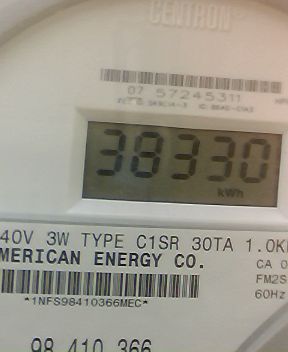 CENTRON®
07 57245311
38330
kWh
40V 3W TYPE C1SR 30TA 1.0K
MERICAN ENERGY CO.
CA 0
FM2S
*1NFS98410366MEC*
60Hz
98 410 366